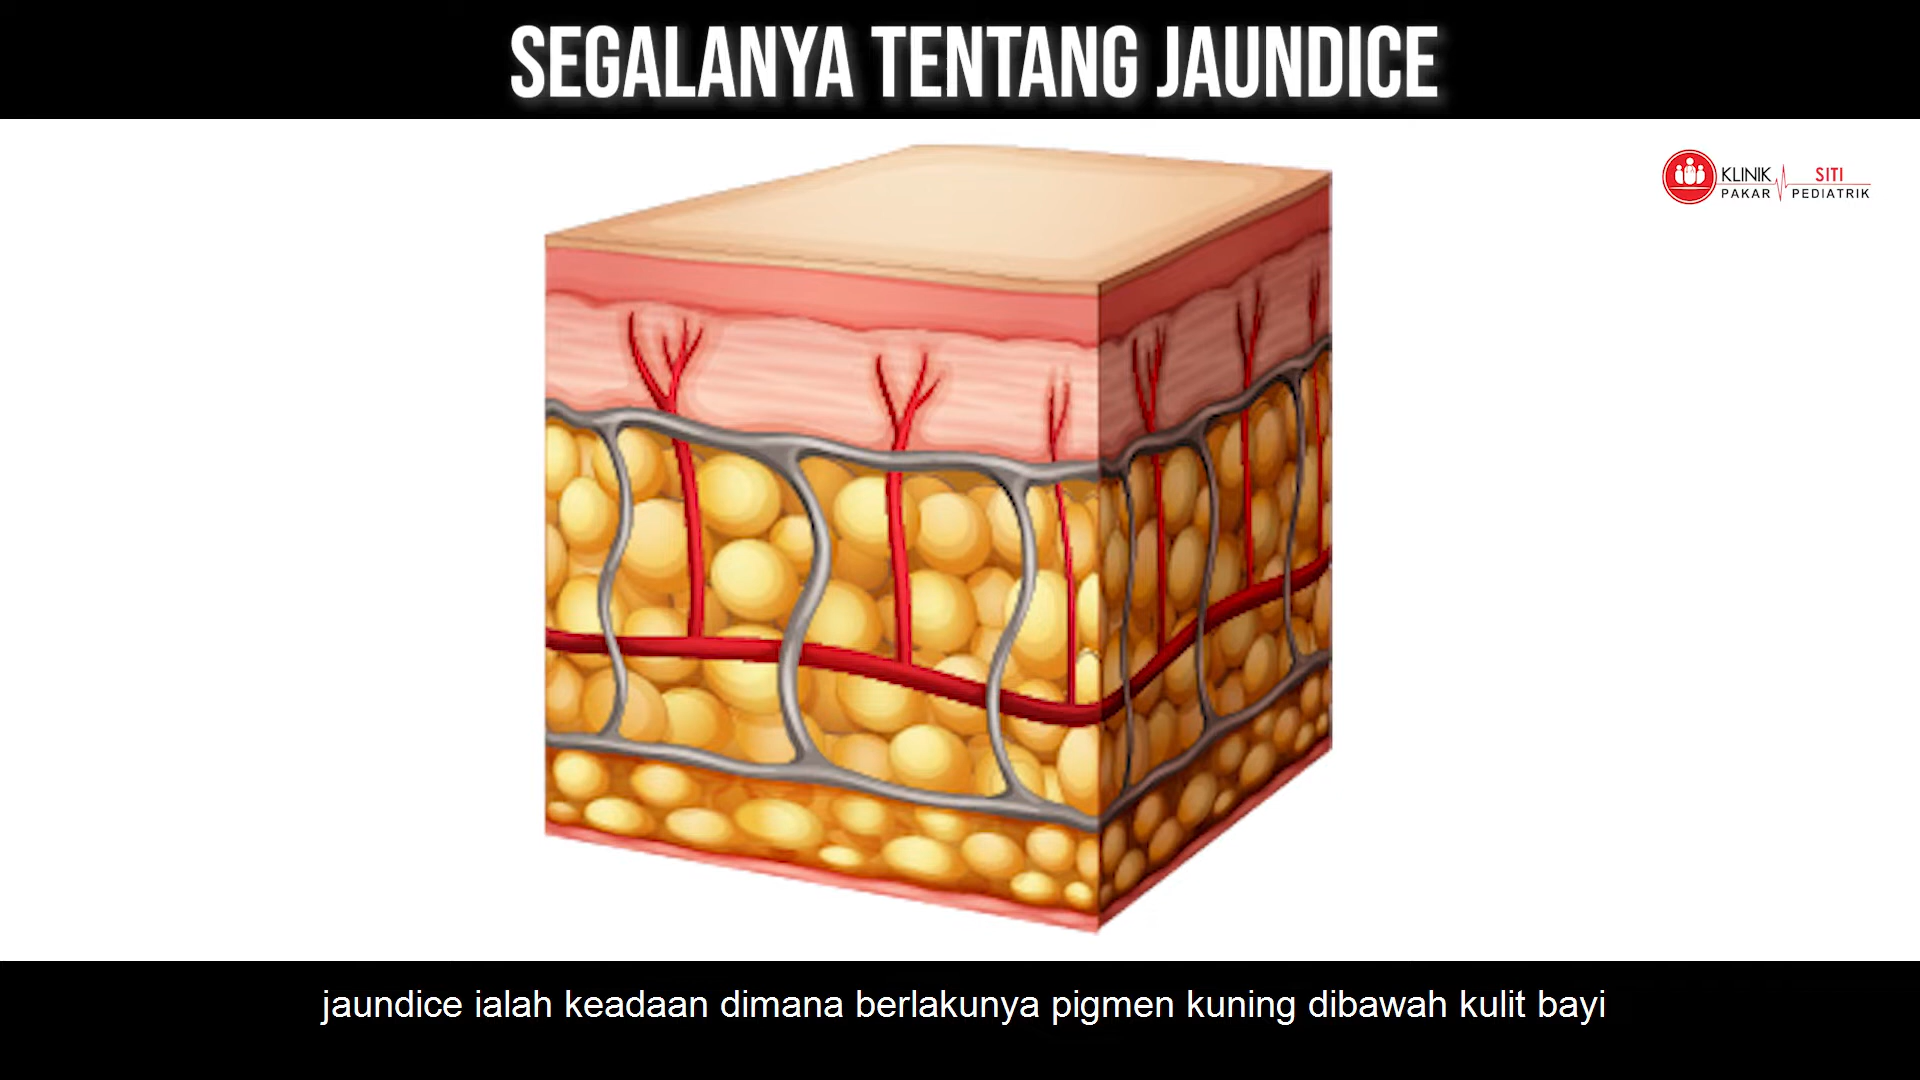 SEGALANYA TENTANG JAUNDICE
KLINIK SITI
PAKAR PEDIATRIK
jaundice ialah keadaan dimana berlakunya pigmen kuning dibawah kulit bayi